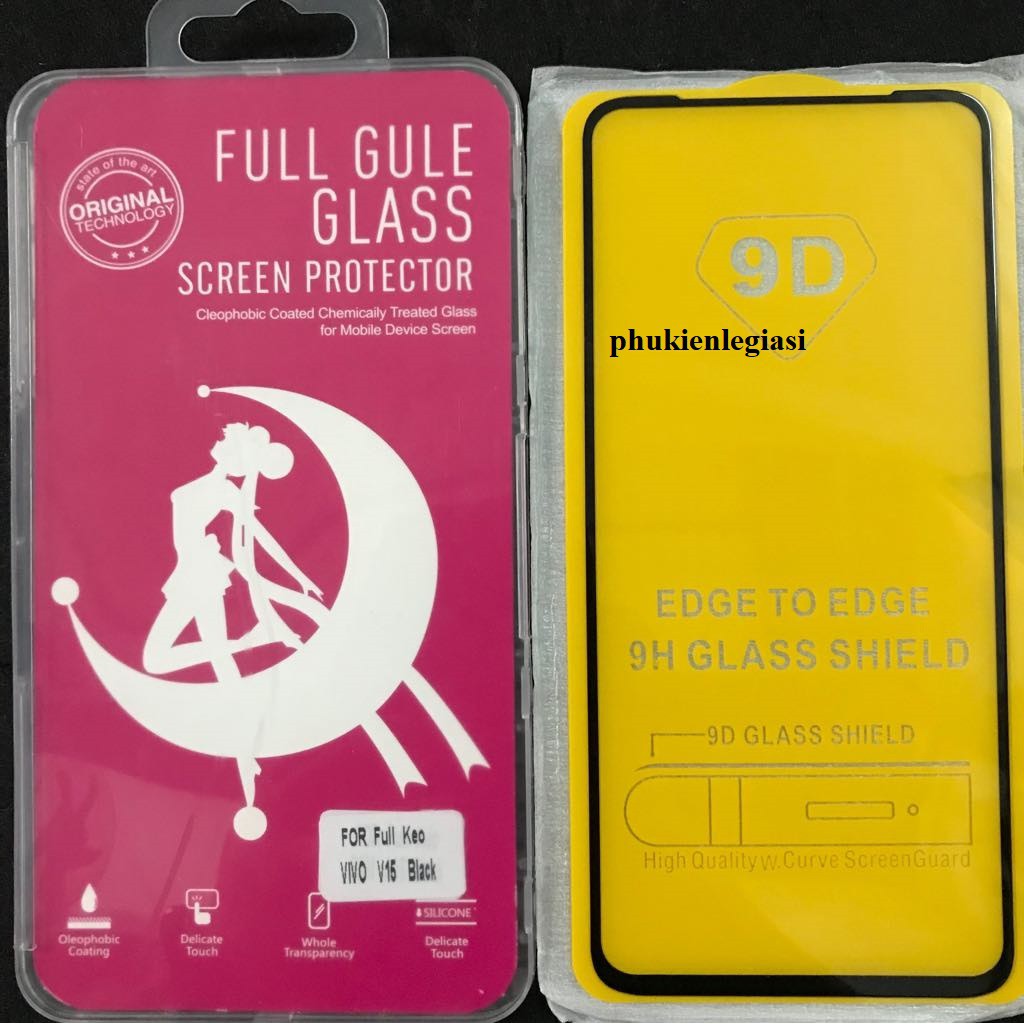 state of the art
ORIGINAL
TECHNOLOGY
FULL GULE
GLASS
SCREEN PROTECTOR
Cleophobic Coated Chemicaily Treated Glass
for Mobile Device Screen
FOR Full Keo
VIVO V15 Black
Oleophobic
Coating
Delicate
Touch
Whole
Transparency
SILICONE
Delicate
Touch
9D
phukienlegiasi
EDGE TO EDGE
9H GLASS SHIELD
9D GLASS SHIELD
High Quality w. Curve Screen Guard